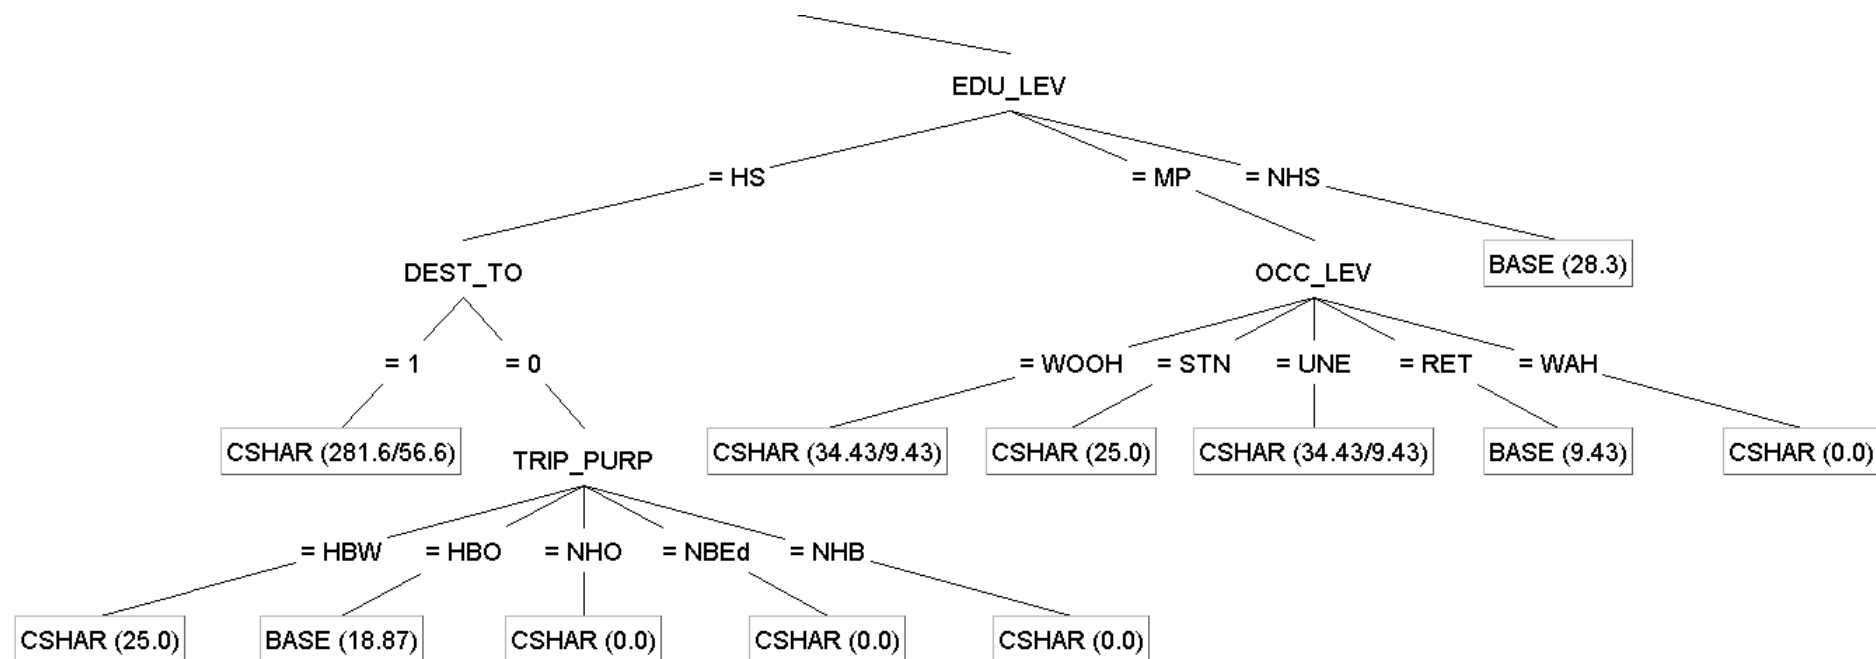 EDU_LEV
= HS
= MP
= NHS
DEST_TO
OCC_LEV
BASE (28.3)
= 1
= 0
= WOOH
= STN
= UNE
= RET
= WAH
CSHAR (281.6/56.6)
TRIP_PURP
CSHAR (34.43/9.43)
CSHAR (25.0)
CSHAR (34.43/9.43)
BASE (9.43)
CSHAR (0.0)
= HBW
= HBO
= NHO
= NBEd
= NHB
CSHAR (25.0)
BASE (18.87)
CSHAR (0.0)
CSHAR (0.0)
CSHAR (0.0)